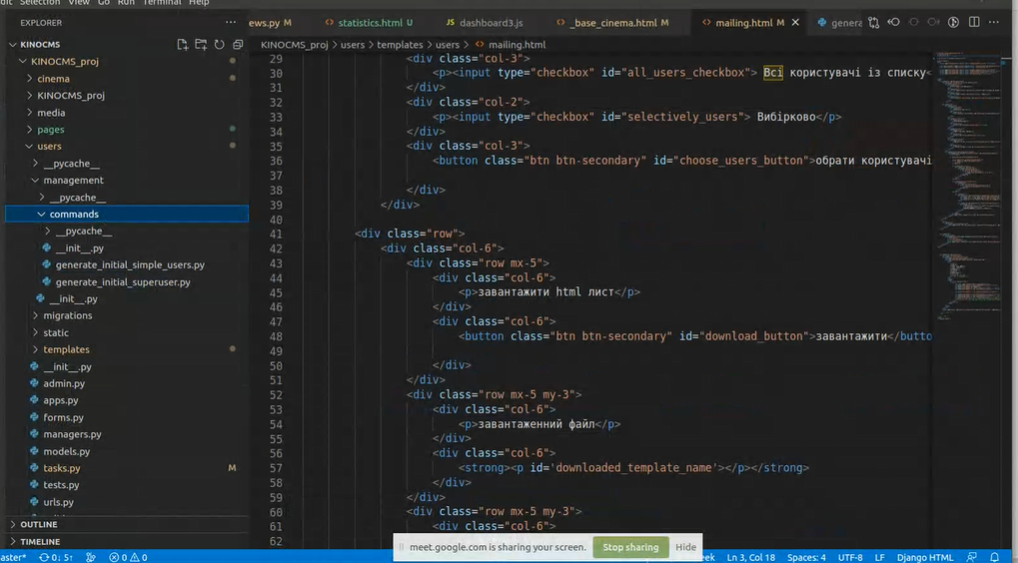 dit Selection View Go Run Terminal Help
EXPLORER ···
ews.py M statistics.html U JS dashboard3.js _base_cinema.html M mailing.html M × genera
KINOCMS
KINOCMS_proj > users > templates > users > mailing.html
KINOCMS_proj
cinema
KINOCMS_proj
media
pages
users
__pycache__
management
__pycache__
commands
__pycache__
__init__.py
generate_initial_simple_users.py
generate_initial_superuser.py
__init__.py
migrations
static
templates
__init__.py
admin.py
apps.py
forms.py
managers.py
models.py
tasks.py M
tests.py
urls.py
OUTLINE
TIMELINE
29 <div class="col-3">
30 <p><input type="checkbox" id="all_users_checkbox"> Всі користувачі із списку<
31 </div>
32 <div class="col-2">
33 <p><input type="checkbox" id="selectively_users"> Вибірково</p>
34 </div>
35 <div class="col-3">
36 <button class="btn btn-secondary" id="choose_users_button">обрати користувачі
37
38 </div>
39 </div>
40
41 <div class="row">
42 <div class="col-6">
43 <div class="row mx-5">
44 <div class="col-6">
45 <p>завантажити html лист</p>
46 </div>
47 <div class="col-6">
48 <button class="btn btn-secondary" id="download_button">завантажити</butto
49
50 </div>
51 </div>
52 <div class="row mx-5 my-3">
53 <div class="col-6">
54 <p>завантаженний файл</p>
55 </div>
56 <div class="col-6">
57 <strong><p id='downloaded_template_name'></p></strong>
58 </div>
59 </div>
60 <div class="row mx-5 my-3">
61 <div class="col-6">
62
meet.google.com is sharing your screen. Stop sharing Hide
aster* 0↓ 5↑ 0 0 eek Ln 3, Col 18 Spaces: 4 UTF-8 LF Django HTML